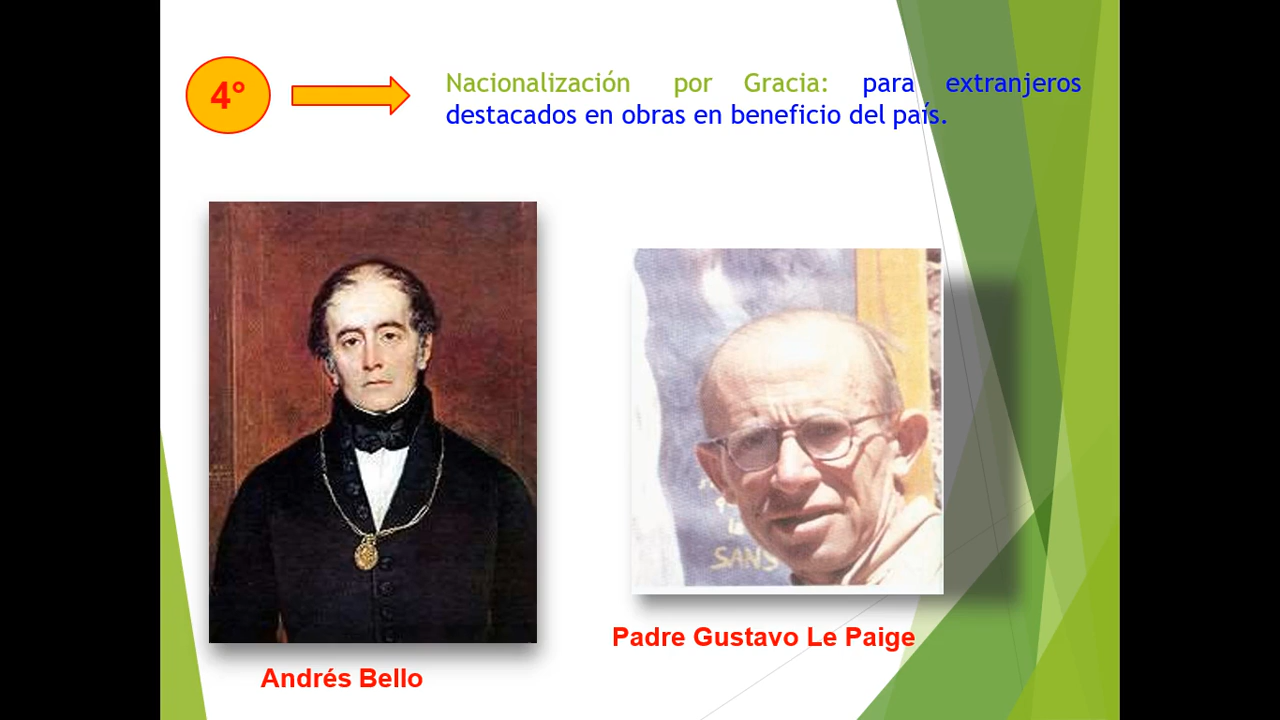 4°
Nacionalización por Gracia: para extranjeros
destacados en obras en beneficio del país.
SANS
Padre Gustavo Le Paige
Andrés Bello